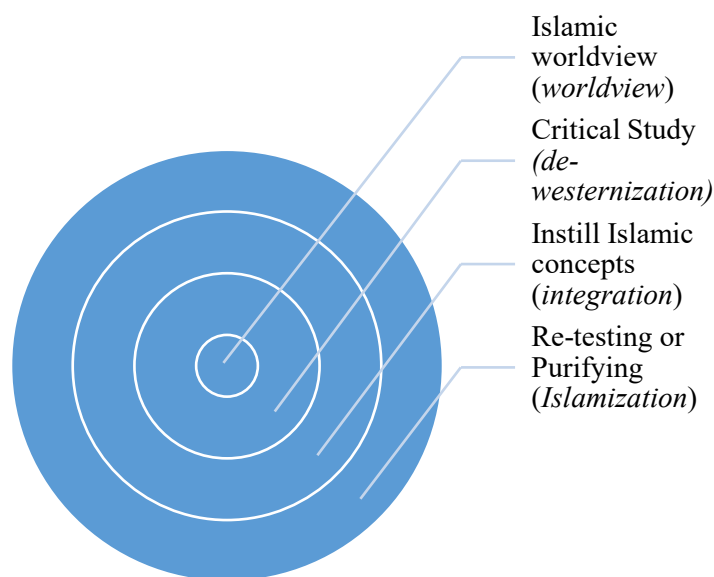 Islamic
worldview
(worldview)
Critical Study
(de-
westernization)
Instill Islamic
concepts
(integration)
Re-testing or
Purifying
(Islamization)